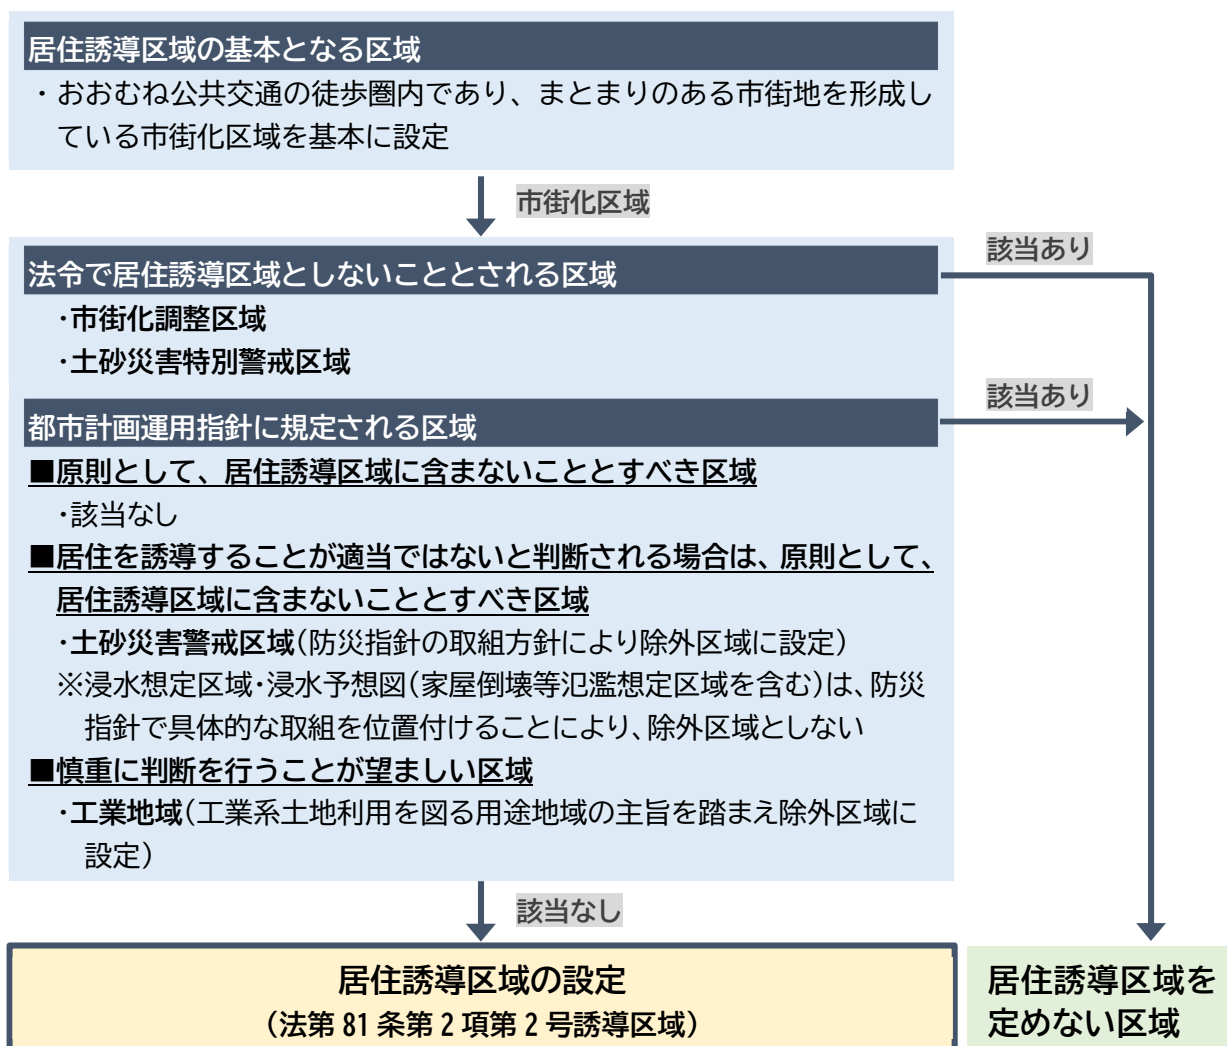 居住誘導区域の基本となる区域
・おおむね公共交通の徒歩圏内であり、まとまりのある市街地を形成し
ている市街化区域を基本に設定
市街化区域
該当あり
法令で居住誘導区域としないこととされる区域
・市街化調整区域
・土砂災害特別警戒区域
該当あり
都市計画運用指針に規定される区域
■原則として、居住誘導区域に含まないこととすべき区域
・該当なし
■居住を誘導することが適当ではないと判断される場合は、原則として、
居住誘導区域に含まないこととすべき区域
・土砂災害警戒区域(防災指針の取組方針により除外区域に設定)
※浸水想定区域・浸水予想図(家屋倒壊等氾濫想定区域を含む)は、防災
指針で具体的な取組を位置付けることにより、除外区域としない
■慎重に判断を行うことが望ましい区域
・工業地域(工業系土地利用を図る用途地域の主旨を踏まえ除外区域に
設定)
該当なし
居住誘導区域の設定
(法第 81 条第 2 項第 2 号誘導区域)
居住誘導区域を
定めない区域